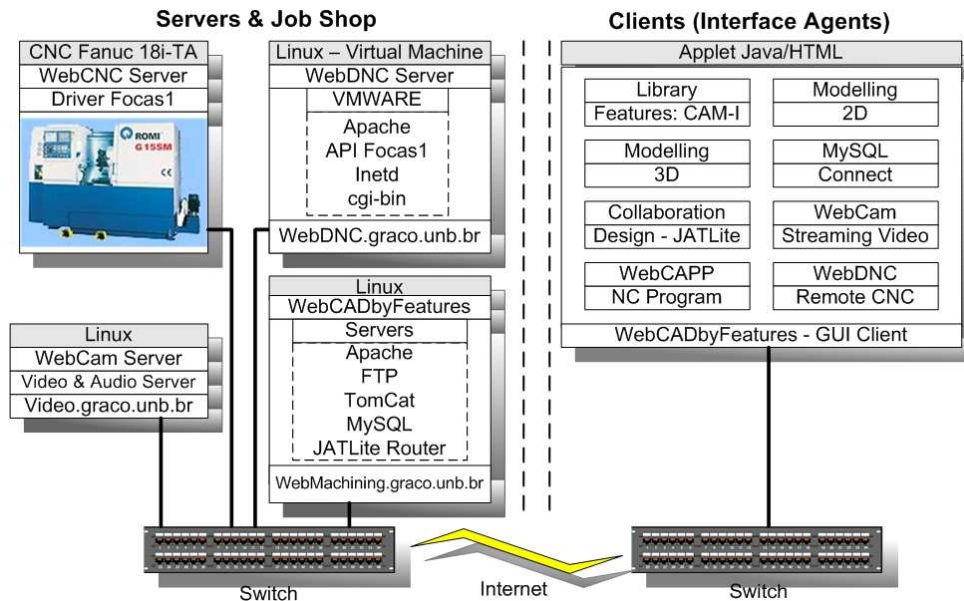 Servers & Job Shop
CNC Fanuc 18i-TA
WebCNC Server
Driver Focas1
ROMI
G 15SM
Linux – Virtual Machine
WebDNC Server
VMWARE
Apache
API Focas1
Inetd
cgi-bin
WebDNC.graco.unb.br
Linux
WebCam Server
Video & Audio Server
Video.graco.unb.br
Linux
WebCADbyFeatures
Servers
Apache
FTP
TomCat
MySQL
JATLite Router
WebMachining.graco.unb.br
Switch
Internet
Clients (Interface Agents)
Applet Java/HTML
Library
Features: CAM-I
Modelling
2D
Modelling
3D
MySQL
Connect
Collaboration
Design - JATLite
WebCam
Streaming Video
WebCAPP
NC Program
WebDNC
Remote CNC
WebCADbyFeatures - GUI Client
Switch